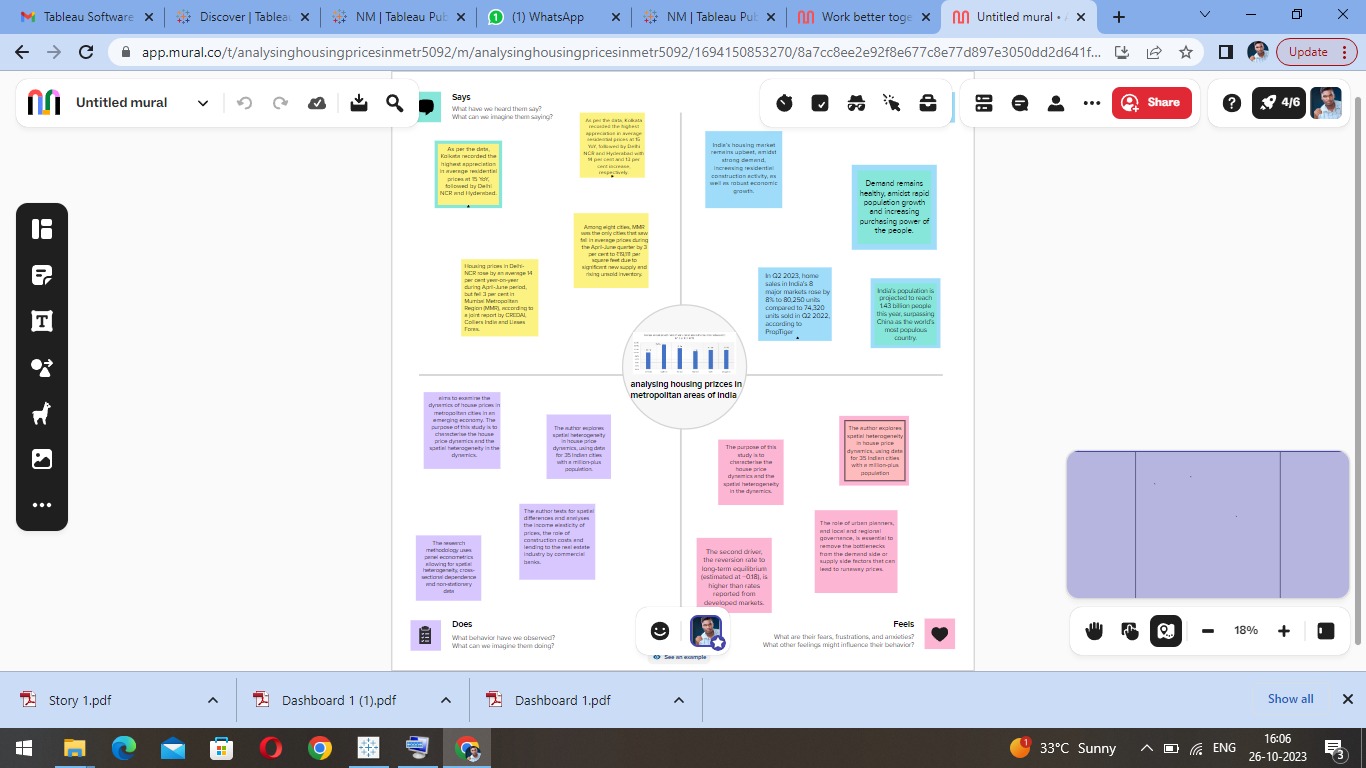 Tableau Software
Discover | Tableau
NM | Tableau Pub
(1) WhatsApp
NM | Tableau Pub
Work better toge
Untitled mural •
app.mural.co/t/analysinghousingpricesinmetr5092/m/analysinghousingpricesinmetr5092/1694150853270/8a7cc8ee2e92f8e677c8e77d897e3050dd2d641f...
Update
Untitled mural
Share
4/6
Says
What have we heard them say?
What can we imagine them saying?
As per the data,
Kolkata recorded the
highest appreciation
in average residential
prices at 15 YoY,
followed by Delhi
NCR and Hyderabad.
As per the data, Kolkata
recorded the highest
appreciation in average
residential prices at 15
YoY, followed by Delhi
NCR and Hyderabad with
14 per cent and 13 per
cent increase,
respectively.
Among eight cities, MMR
was the only cities that saw
fall in average prices during
the April-June quarter by 3
per cent to
per
square feet due to
significant new supply and
rising unsold inventory.
Housing prices in Delhi-
NCR rose by an average 14
per cent year-on-year
during April-June period,
but fell 3 per cent in
Mumbai Metropolitan
Region (MMR), according to
a joint report by CREDAI,
Colliers India and Liases
Foras.
India's housing market
remains upbeat, amidst
strong demand,
increasing residential
construction activity, as
well as robust economic
growth.
Demand remains
healthy, amidst rapid
population growth
and increasing
purchasing power of
the people.
In Q2 2023, home
sales in India's 8
major markets rose by
8% to 80,250 units
compared to 74,320
units sold in Q2 2022,
according to
PropTiger
India's population is
projected to reach
1.43 billion people
this year, surpassing
China as the world's
most populous
country.
analysing housing prizces in
metropolitan areas of india
aims to examine the
dynamics of house prices in
metropolitan cities in an
emerging economy. The
purpose of this study is to
characterise the house
price dynamics and the
spatial heterogeneity in the
dynamics.
The author explores
spatial heterogeneity
in house price
dynamics, using data
for 35 Indian cities
with a million-plus
population.
The author tests for spatial
differences and analyses
the income elasticity of
prices, the role of
construction costs and
lending to the real estate
industry by commercial
banks.
The research
methodology uses
panel econometrics
allowing for spatial
heterogeneity, cross-
sectional dependence
and non-stationary
data
The purpose of this
study is to
characterise the
house price
dynamics and the
spatial heterogeneity
in the dynamics.
The author explores
spatial heterogeneity
in house price
dynamics, using data
for 35 Indian cities
with a million-plus
population
The second driver,
the reversion rate to
long-term equilibrium
(estimated at −0.18), is
higher than rates
reported from
developed markets.
The role of urban planners,
and local and regional
governance, is essential to
remove the bottlenecks
from the demand side or
supply side factors that can
lead to runaway prices.
Does
What behavior have we observed?
What can we imagine them doing?
Feels
What are their fears, frustrations, and anxieties?
What other feelings might influence their behavior?
See an example
18%
Story 1.pdf
Dashboard 1 (1).pdf
Dashboard 1.pdf
Show all
1
33°C Sunny
ENG
16:06
26-10-2023
3